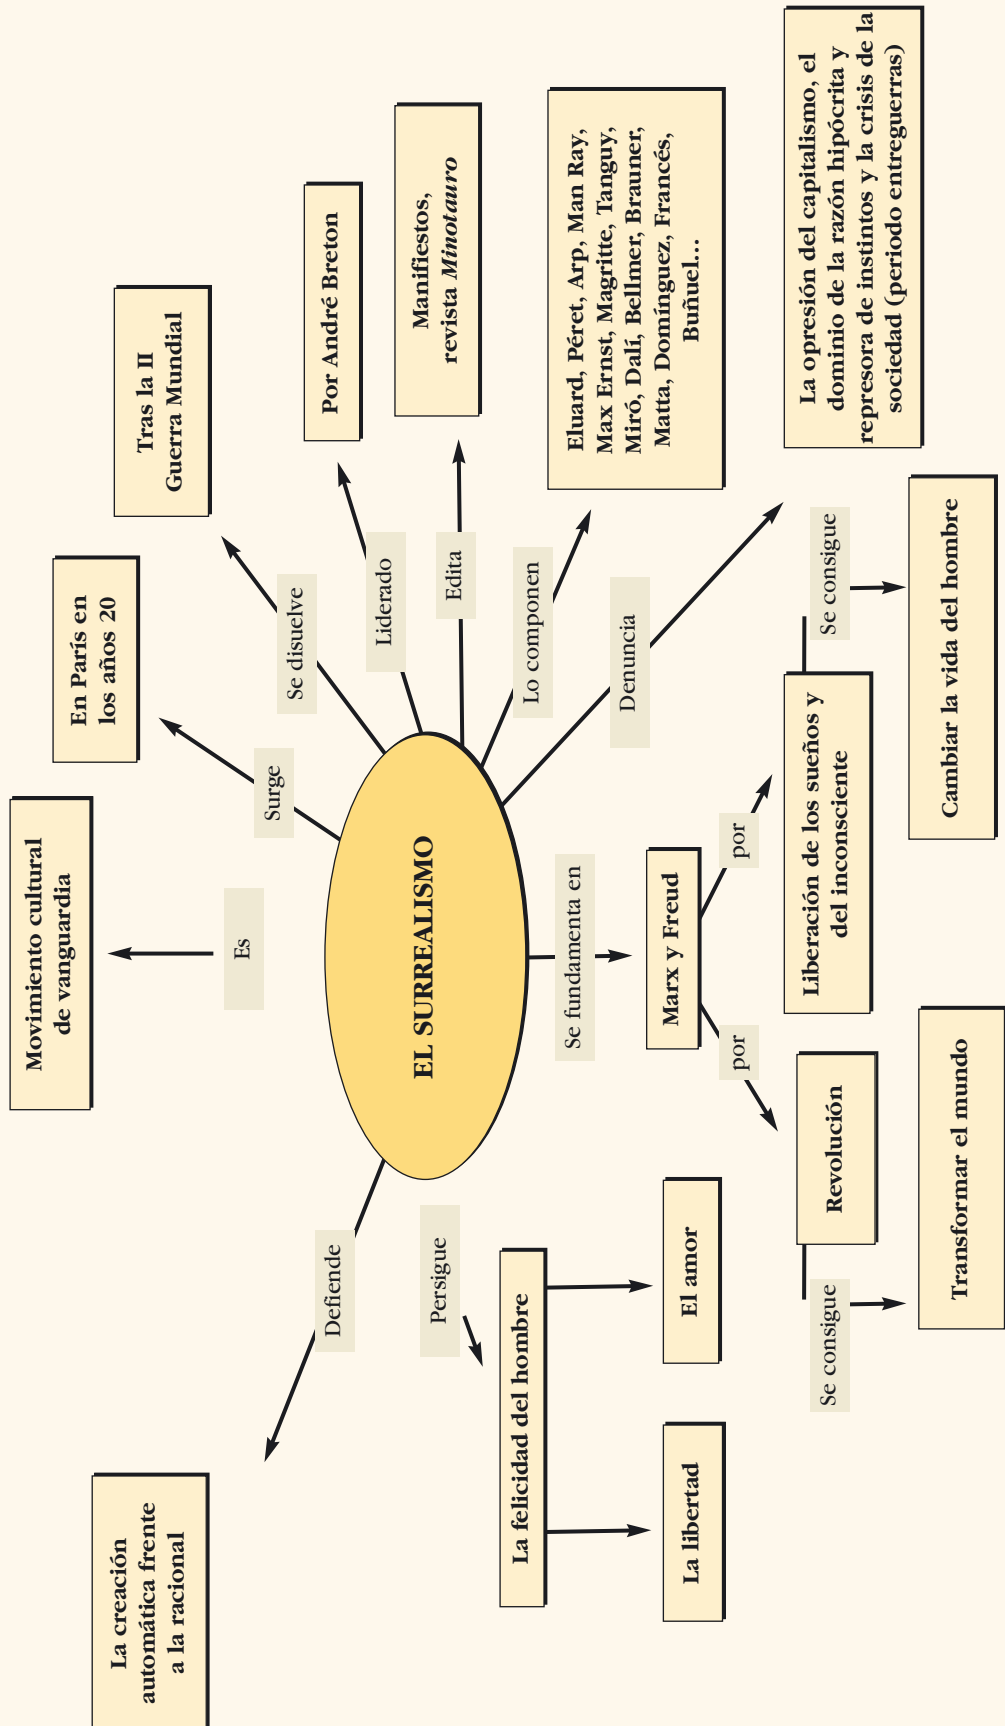 Movimiento cultural
de vanguardia
Es
En París en
los años 20
Surge
Tras la II
Guerra Mundial
Se disuelve
Por André Breton
Liderado
Manifiestos,
revista Minotauro
Edita
Eluard, Péret, Arp, Man Ray,
Max Ernst, Magritte, Tanguy,
Miró, Dalí, Bellmer, Brauner,
Matta, Domínguez, Francés,
Buñuel...
Lo componen
La opresión del capitalismo, el
dominio de la razón hipócrita y
represora de instintos y la crisis de la
sociedad (periodo entreguerras)
Denuncia
EL SURREALISMO
Defiende
La creación
automática frente
a la racional
Persigue
La felicidad del hombre
La libertad
El amor
Se fundamenta en
Marx y Freud
por
por
Revolución
Liberación de los sueños y
del inconsciente
Se consigue
Se consigue
Transformar el mundo
Cambiar la vida del hombre